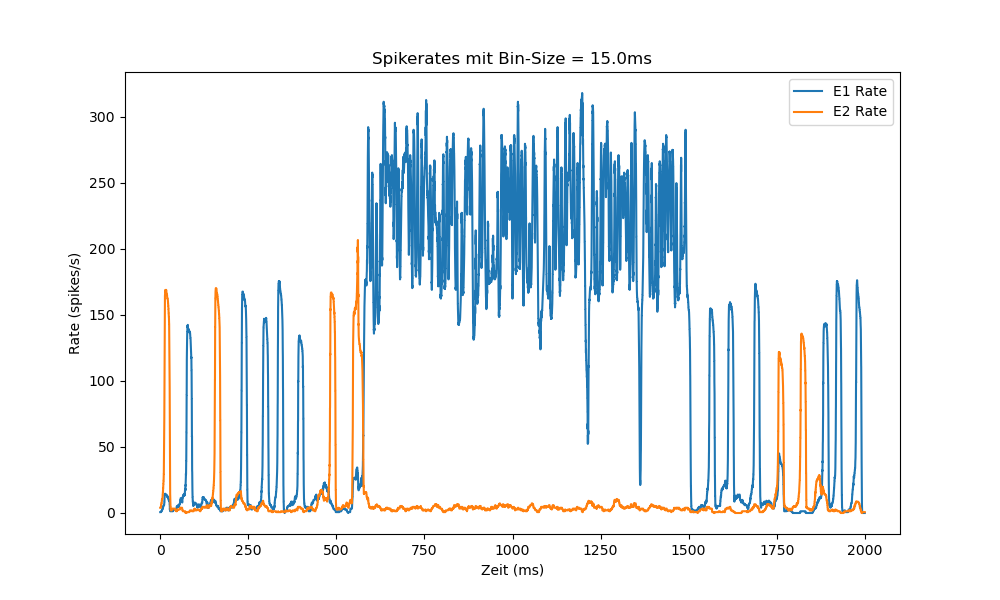 Spikerates mit Bin-Size = 15.0ms
E1 Rate
E2 Rate
Rate (spikes/s)
300
250
200
150
100
50
0
0 250 500 750 1000 1250 1500 1750 2000
Zeit (ms)